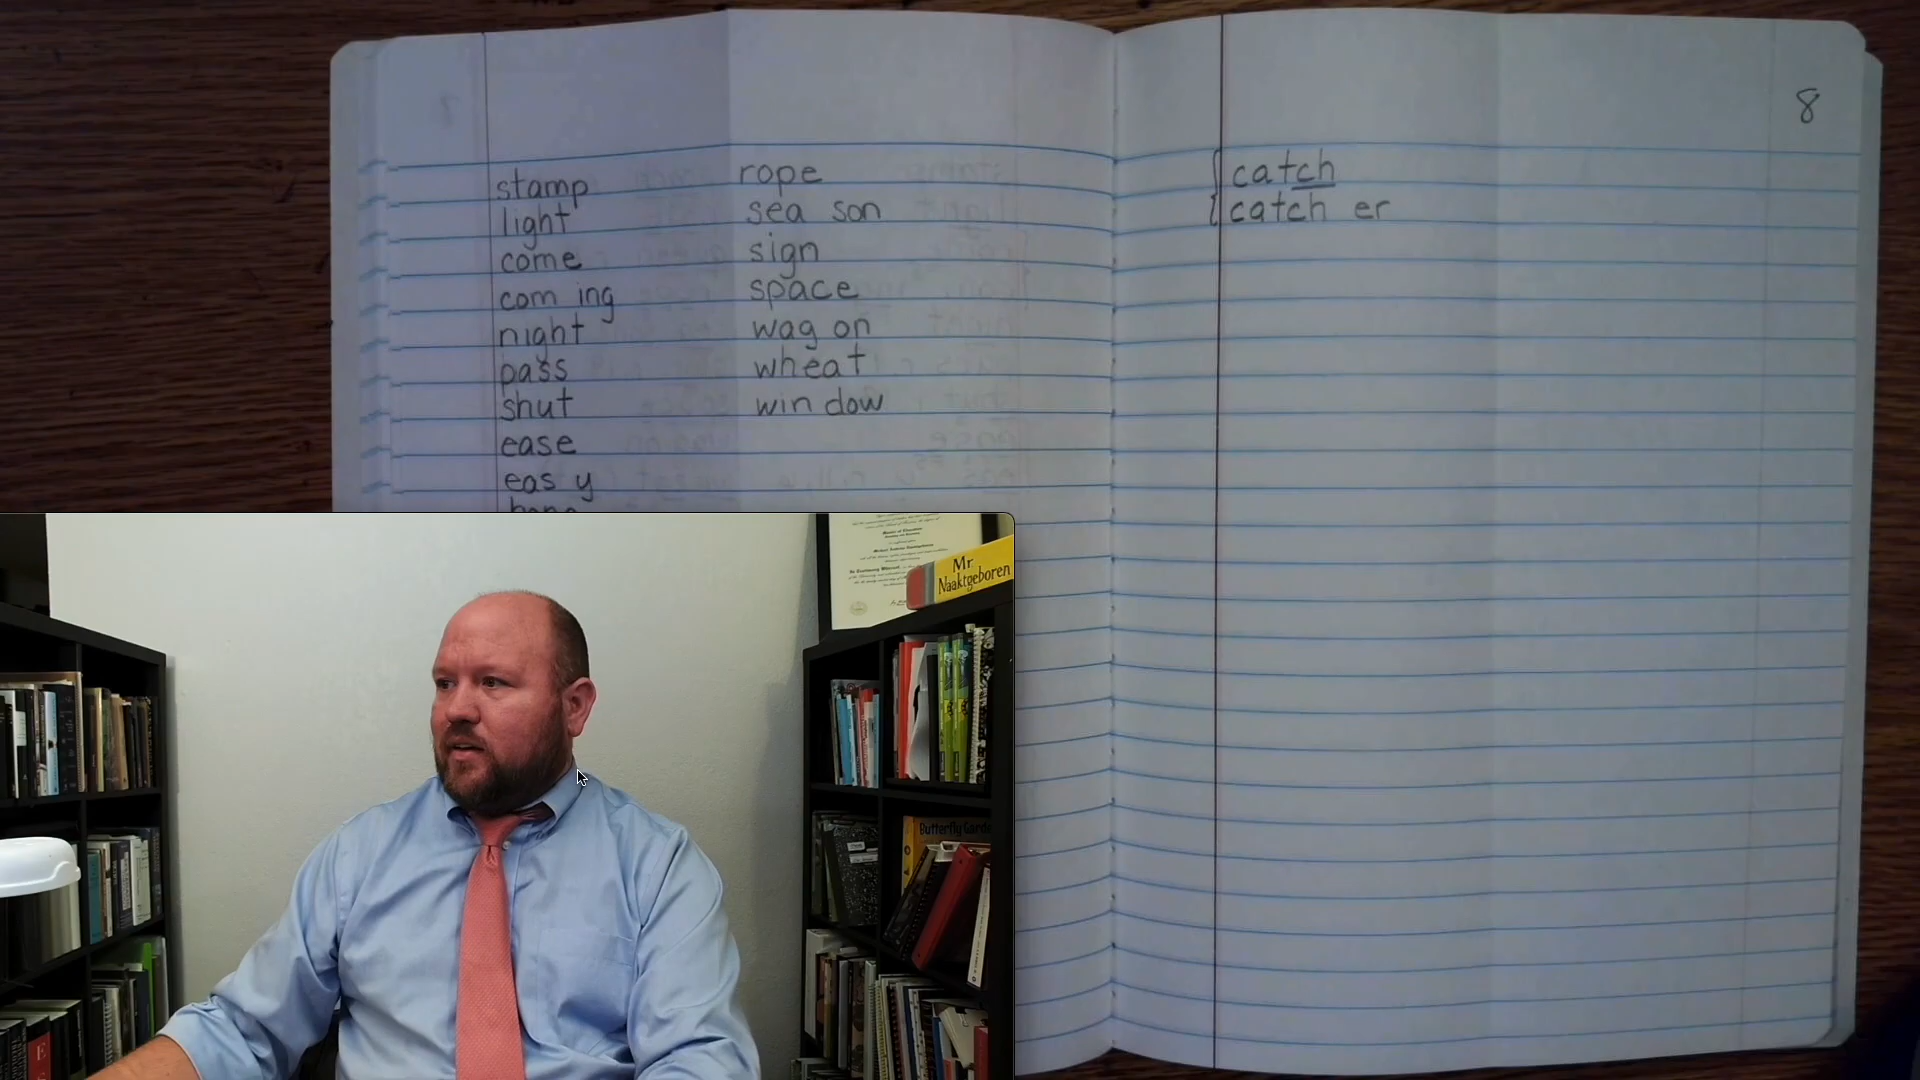 8
stamp
light
come
com ing
night
pass
shut
ease
eas y
rope
sea son
sign
space
wag on
wheat
win dow
catch
catch er
Mr.
Naaktgeboren
Butterfly Garde